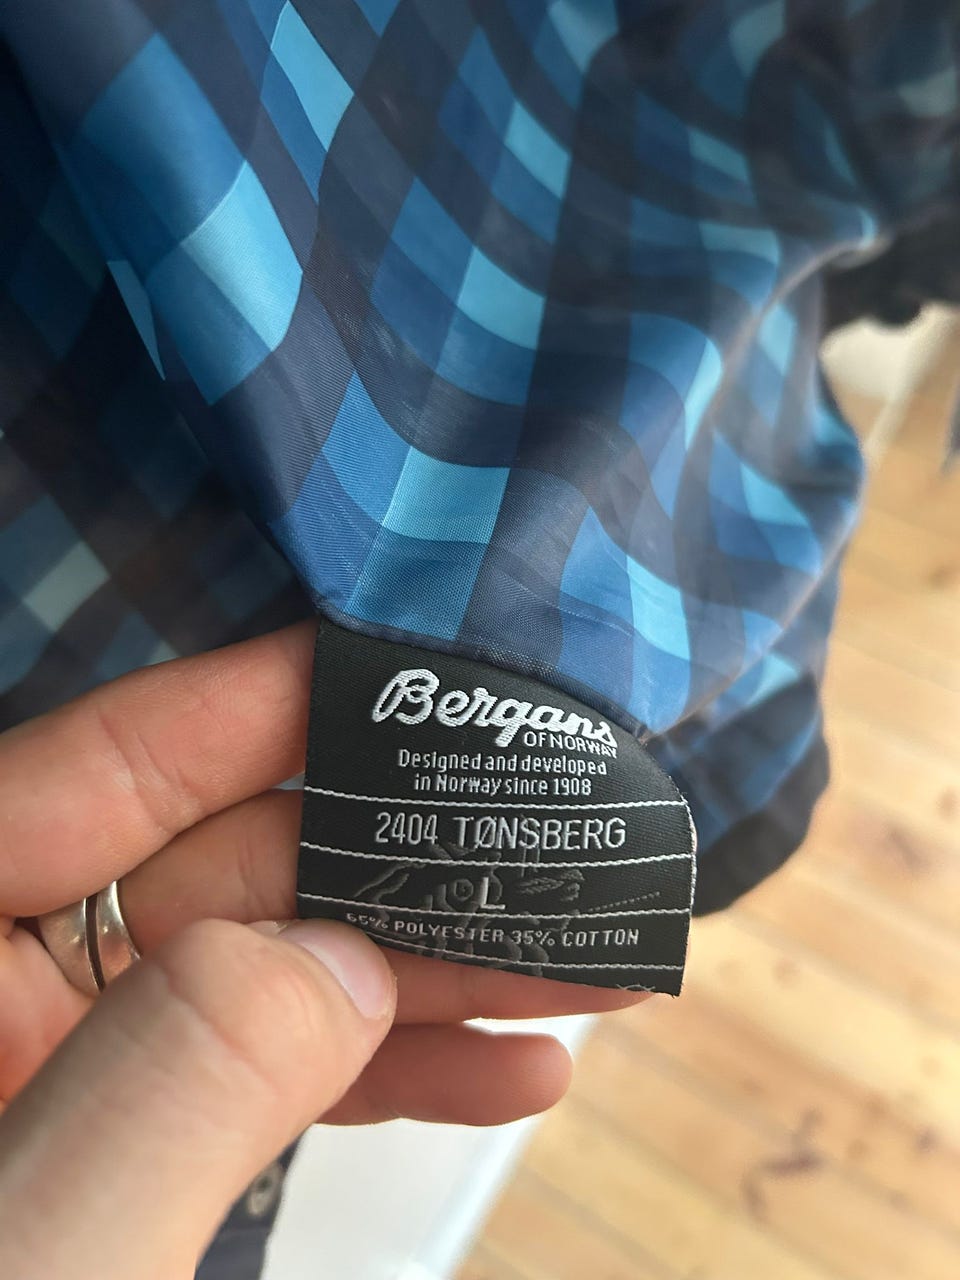 Bergans
OF NORWAY
Designed and developed
in Norway since 1908
2404 TØNSBERG
L
65% POLYESTER 35% COTTON